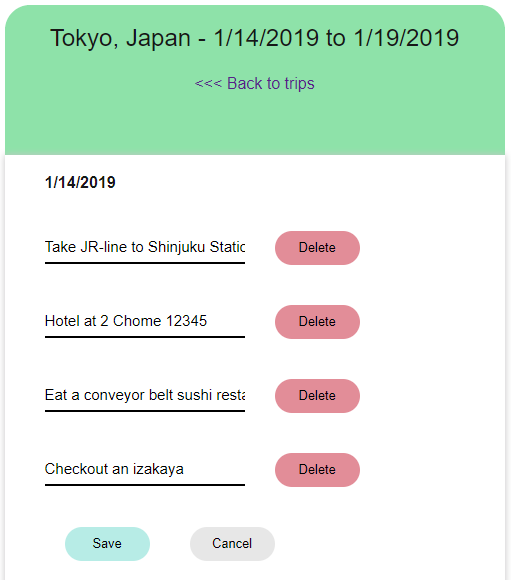 Tokyo, Japan - 1/14/2019 to 1/19/2019
<<< Back to trips
1/14/2019
Take JR-line to Shinjuku Static
Delete
Hotel at 2 Chome 12345
Delete
Eat a conveyor belt sushi resta
Delete
Checkout an izakaya
Delete
Save Cancel